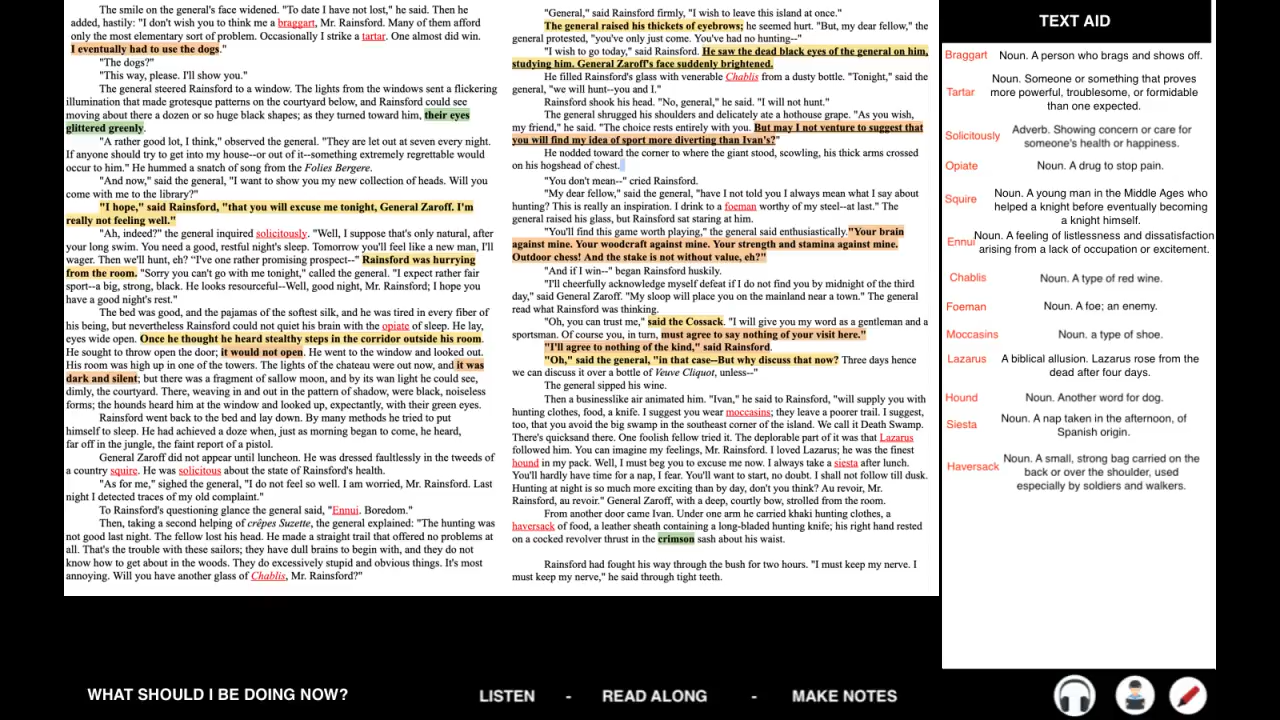 The smile on the general's face widened. "To date I have not lost," he said. Then he
added, hastily: "I don't wish you to think me a braggart, Mr. Rainsford. Many of them afford
only the most elementary sort of problem. Occasionally I strike a tartar. One almost did win.
I eventually had to use the dogs."
"The dogs?"
"This way, please. I'll show you."
The general steered Rainsford to a window. The lights from the windows sent a flickering
illumination that made grotesque patterns on the courtyard below, and Rainsford could see
moving about there a dozen or so huge black shapes; as they turned toward him, their eyes
glittered greenly.
"A rather good lot, I think," observed the general. "They are let out at seven every night.
If anyone should try to get into my house--or out of it--something extremely regrettable would
occur to him." He hummed a snatch of song from the Folies Bergere.
"And now," said the general, "I want to show you my new collection of heads. Will you
come with me to the library?"
"I hope," said Rainsford, "that you will excuse me tonight, General Zaroff. I'm
really not feeling well."
"Ah, indeed?" the general inquired solicitously. "Well, I suppose that's only natural, after
your long swim. You need a good, restful night's sleep. Tomorrow you'll feel like a new man, I'll
wager. Then we'll hunt, eh? "I've one rather promising prospect--" Rainsford was hurrying
from the room. "Sorry you can't go with me tonight," called the general. "I expect rather fair
sport--a big, strong, black. He looks resourceful--Well, good night, Mr. Rainsford; I hope you
have a good night's rest."
The bed was good, and the pajamas of the softest silk, and he was tired in every fiber of
his being, but nevertheless Rainsford could not quiet his brain with the opiate of sleep. He lay,
eyes wide open. Once he thought he heard stealthy steps in the corridor outside his room.
He sought to throw open the door; it would not open. He went to the window and looked out.
His room was high up in one of the towers. The lights of the chateau were out now, and it was
dark and silent; but there was a fragment of sallow moon, and by its wan light he could see,
dimly, the courtyard. There, weaving in and out in the pattern of shadow, were black, noiseless
forms; the hounds heard him at the window and looked up, expectantly, with their green eyes.
Rainsford went back to the bed and lay down. By many methods he tried to put
himself to sleep. He had achieved a doze when, just as morning began to come, he heard,
far off in the jungle, the faint report of a pistol.
General Zaroff did not appear until luncheon. He was dressed faultlessly in the tweeds of
a country squire. He was solicitous about the state of Rainsford's health.
"As for me," sighed the general, "I do not feel so well. I am worried, Mr. Rainsford. Last
night I detected traces of my old complaint."
To Rainsford's questioning glance the general said, "Ennui. Boredom."
Then, taking a second helping of crêpes Suzette, the general explained: "The hunting was
not good last night. The fellow lost his head. He made a straight trail that offered no problems at
all. That's the trouble with these sailors; they have dull brains to begin with, and they do not
know how to get about in the woods. They do excessively stupid and obvious things. It's most
annoying. Will you have another glass of Chablis, Mr. Rainsford?"
"General," said Rainsford firmly, "I wish to leave this island at once."
The general raised his thickets of eyebrows; he seemed hurt. "But, my dear fellow," the
general protested, "you've only just come. You've had no hunting--"
"I wish to go today," said Rainsford. He saw the dead black eyes of the general on him,
studying him. General Zaroff's face suddenly brightened.
He filled Rainsford's glass with venerable Chablis from a dusty bottle. "Tonight," said the
general, "we will hunt--you and I."
Rainsford shook his head. "No, general," he said. "I will not hunt."
The general shrugged his shoulders and delicately ate a hothouse grape. "As you wish,
my friend," he said. "The choice rests entirely with you. But may I not venture to suggest that
you will find my idea of sport more diverting than Ivan's?"
He nodded toward the corner to where the giant stood, scowling, his thick arms crossed
on his hogshead of chest.
"You don't mean--" cried Rainsford.
"My dear fellow," said the general, "have I not told you I always mean what I say about
hunting? This is really an inspiration. I drink to a foeman worthy of my steel--at last." The
general raised his glass, but Rainsford sat staring at him.
"You'll find this game worth playing," the general said enthusiastically."Your brain
against mine. Your woodcraft against mine. Your strength and stamina against mine.
Outdoor chess! And the stake is not without value, eh?"
"And if I win--" began Rainsford huskily.
"I'll cheerfully acknowledge myself defeat if I do not find you by midnight of the third
day," said General Zaroff. "My sloop will place you on the mainland near a town." The general
read what Rainsford was thinking.
"Oh, you can trust me," said the Cossack. "I will give you my word as a gentleman and a
sportsman. Of course you, in turn, must agree to say nothing of your visit here."
"I'll agree to nothing of the kind," said Rainsford.
"Oh," said the general, "in that case--But why discuss that now? Three days hence
we can discuss it over a bottle of Veuve Cliquot, unless--"
The general sipped his wine.
Then a businesslike air animated him. "Ivan," he said to Rainsford, "will supply you with
hunting clothes, food, a knife. I suggest you wear moccasins; they leave a poorer trail. I suggest,
too, that you avoid the big swamp in the southeast corner of the island. We call it Death Swamp.
There's quicksand there. One foolish fellow tried it. The deplorable part of it was that Lazarus
followed him. You can imagine my feelings, Mr. Rainsford. I loved Lazarus; he was the finest
hound in my pack. Well, I must beg you to excuse me now. I always take a siesta after lunch.
You'll hardly have time for a nap, I fear. You'll want to start, no doubt. I shall not follow till dusk.
Hunting at night is so much more exciting than by day, don't you think? Au revoir, Mr.
Rainsford, au revoir." General Zaroff, with a deep, courtly bow, strolled from the room.
From another door came Ivan. Under one arm he carried khaki hunting clothes, a
haversack of food, a leather sheath containing a long-bladed hunting knife; his right hand rested
on a cocked revolver thrust in the crimson sash about his waist.
Rainsford had fought his way through the bush for two hours. "I must keep my nerve. I
must keep my nerve," he said through tight teeth.
TEXT AID
Braggart Noun. A person who brags and shows off.
Tartar Noun. Someone or something that proves
more powerful, troublesome, or formidable
than one expected.
Solicitously Adverb. Showing concern or care for
someone's health or happiness.
Opiate Noun. A drug to stop pain.
Squire Noun. A young man in the Middle Ages who
helped a knight before eventually becoming
a knight himself.
Ennui Noun. A feeling of listlessness and dissatisfaction
arising from a lack of occupation or excitement.
Chablis Noun. A type of red wine.
Foeman Noun. A foe; an enemy.
Moccasins Noun. a type of shoe.
Lazarus A biblical allusion. Lazarus rose from the
dead after four days.
Hound Noun. Another word for dog.
Siesta Noun. A nap taken in the afternoon, of
Spanish origin.
Haversack Noun. A small, strong bag carried on the
back or over the shoulder, used
especially by soldiers and walkers.
WHAT SHOULD I BE DOING NOW? LISTEN - READ ALONG - MAKE NOTES